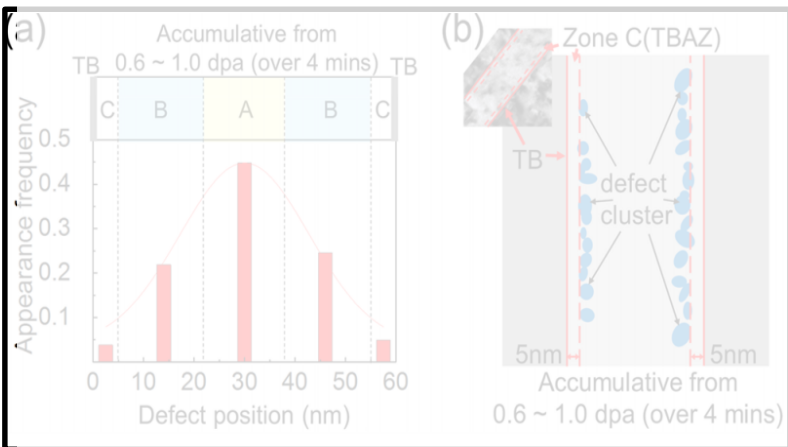 (a)
Accumulative from
0.6 ~ 1.0 dpa (over 4 mins)
TB
TB
C
B
A
B
C
Appearance frequency
0.5
0.4
0.3
0.2
0.1
0
10
20
30
40
50
60
Defect position (nm)
(b)
Zone C(TBAZ)
TB
defect
cluster
5nm
5nm
Accumulative from
0.6 ~ 1.0 dpa (over 4 mins)